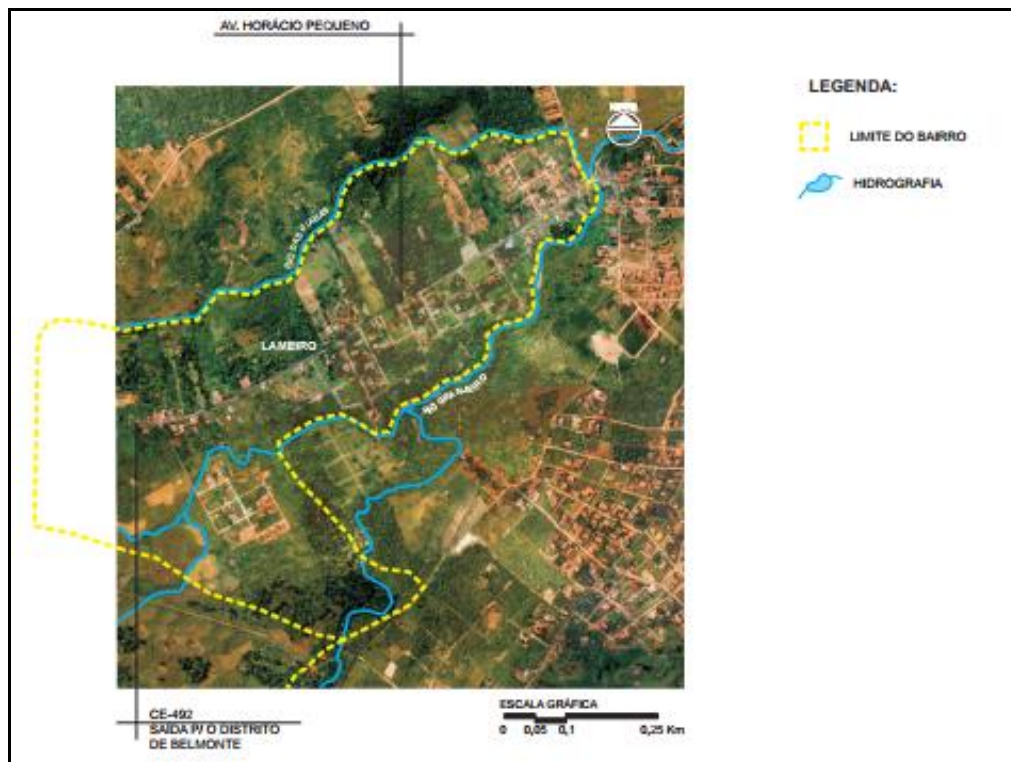 AV. HORÁCIO PEQUENO
LEGENDA:
LIMITE DO BAIRRO
HIDROGRAFIA
LAMEIRO
CE-492
SAÍDA P/ O DISTRITO
DE BELMONTE
ESCALA GRÁFICA
0 0,05 0,1 0,25 Km